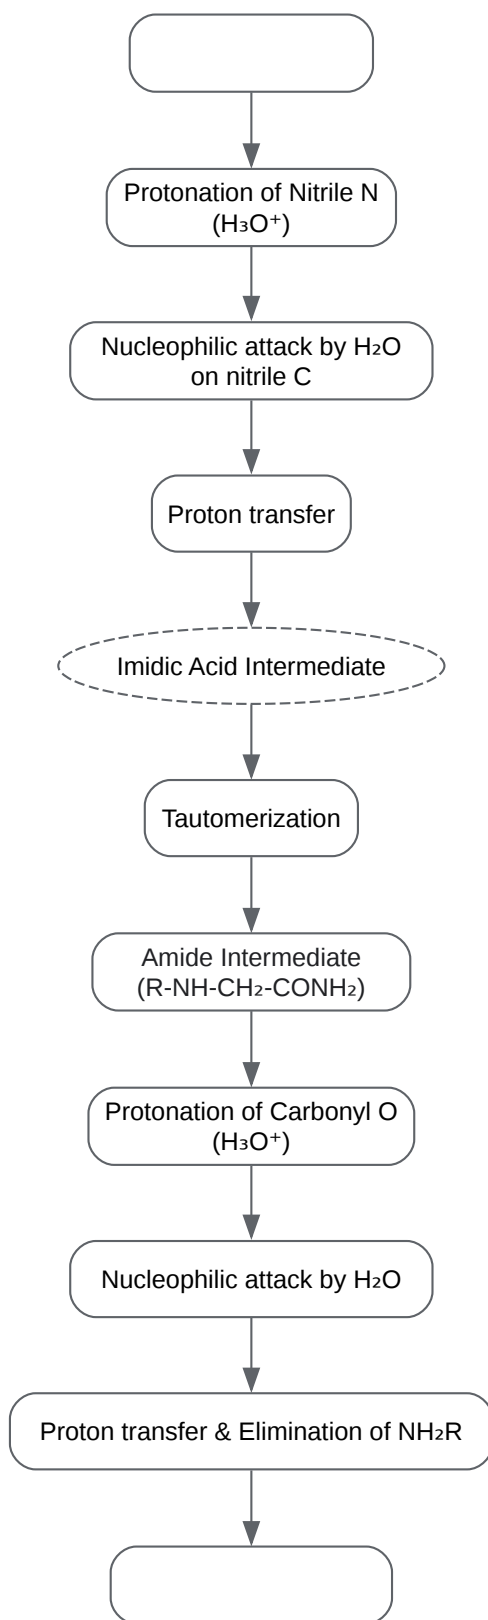 Protonation of Nitrile N
(H₃O⁺)
Nucleophilic attack by H₂O
on nitrile C
Proton transfer
Imidic Acid Intermediate
Tautomerization
Amide Intermediate
(R-NH-CH₂-CONH₂)
Protonation of Carbonyl O
(H₃O⁺)
Nucleophilic attack by H₂O
Proton transfer & Elimination of NH₂R